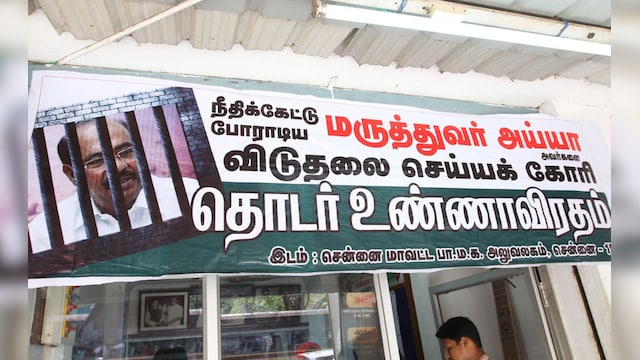 நீதிக்கேட்டு
போராடிய மருத்துவர் அய்யா அவர்களை
விடுதலை செய்யக் கோரி
தொடர் உண்ணாவிரதம்
இடம் : சென்னை மாவட்ட பா.ம.க. அலுவலகம், சென்னை -